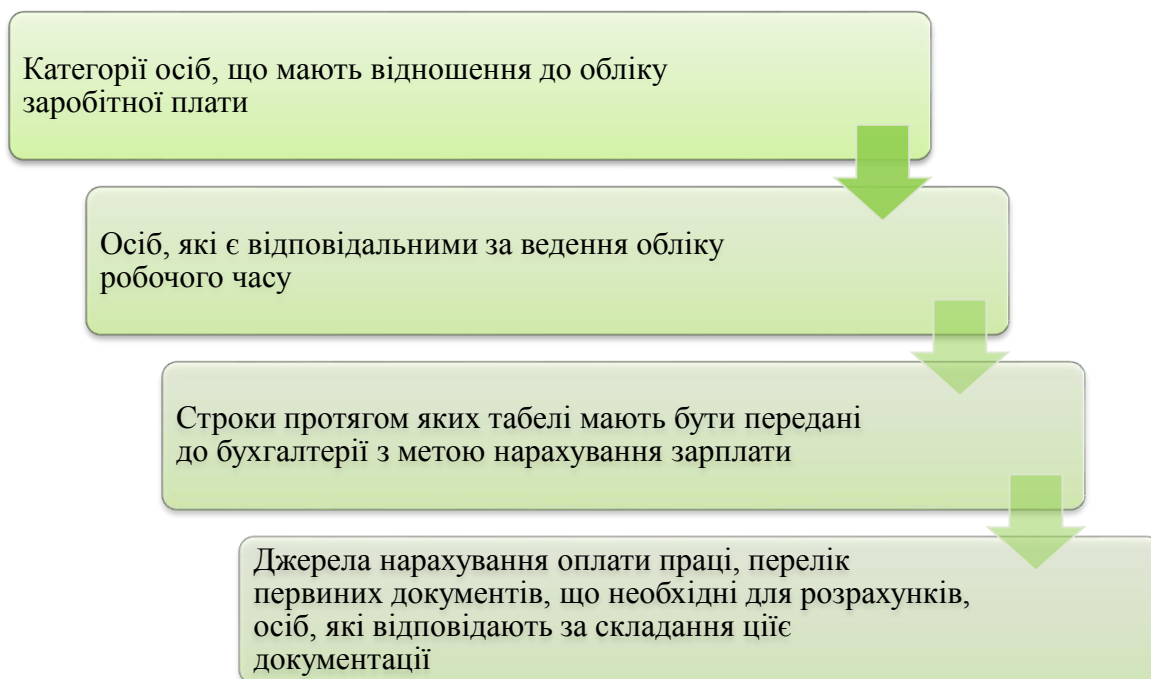 Категорії осіб, що мають відношення до обліку
заробітної плати
Осіб, які є відповідальними за ведення обліку
робочого часу
Строки протягом яких табелі мають бути передані
до бухгалтерії з метою нарахування зарплати
Джерела нарахування оплати праці, перелік
первиних документів, що необхідні для розрахунків,
осіб, які відповідають за складання ціїє
документації